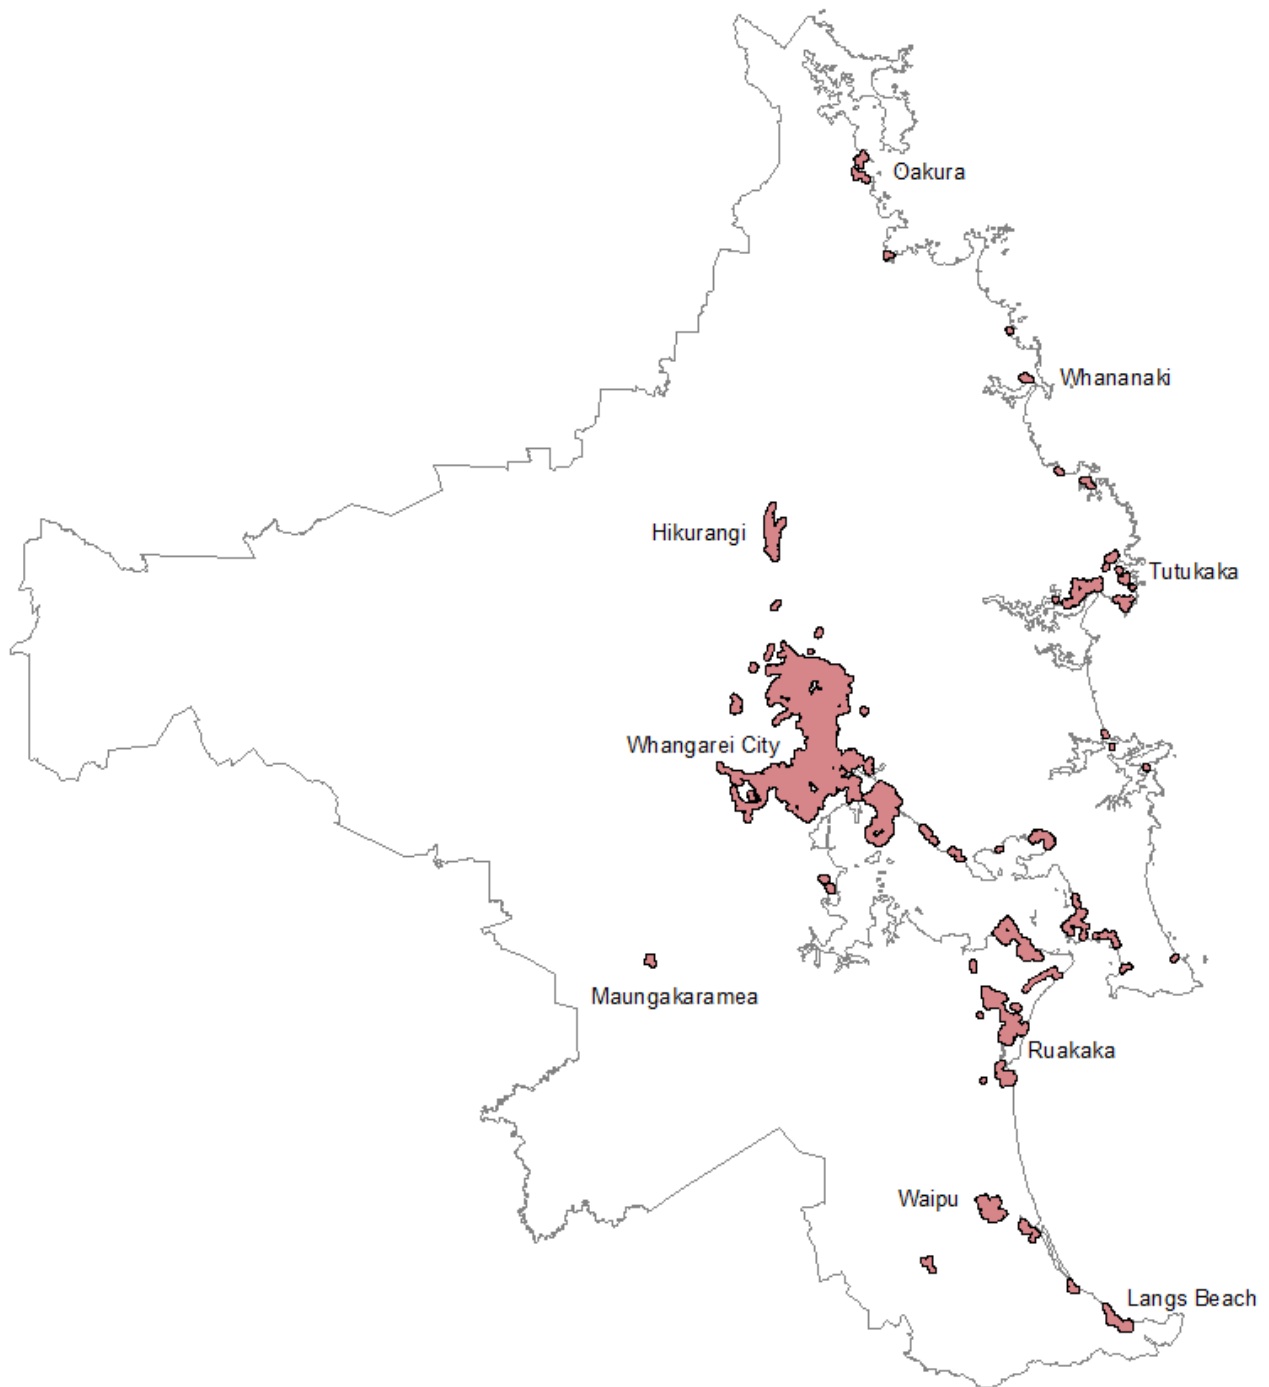 Oakura
Whananaki
Hikurangi
Tutukaka
Whangarei City
Maungakaramea
Ruakaka
Waipu
Langs Beach